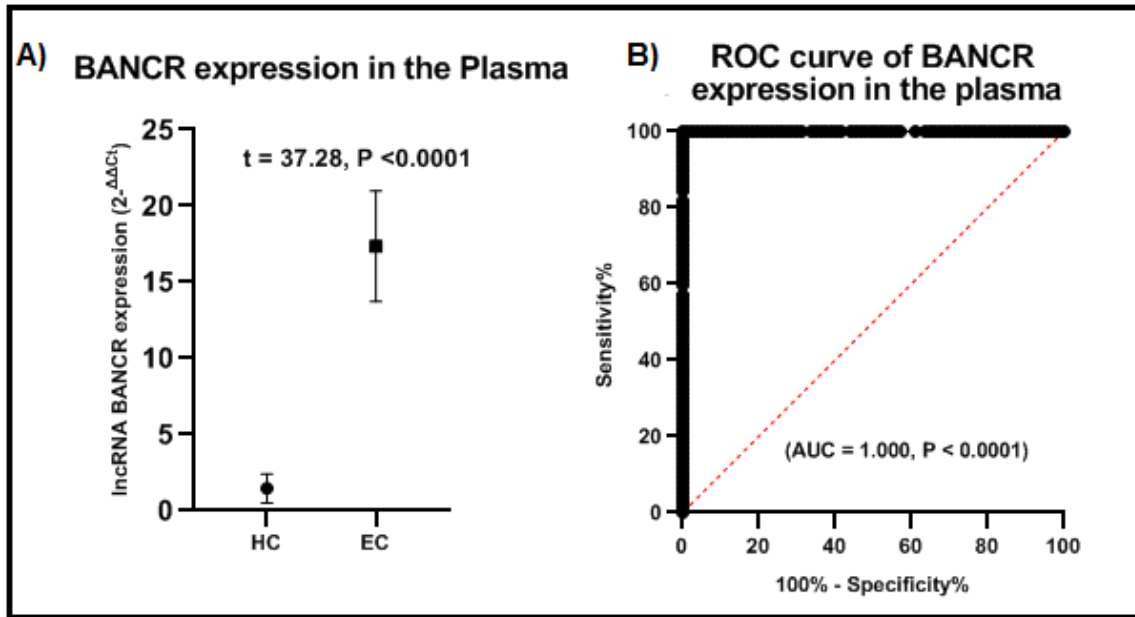 A)
BANCR expression in the Plasma
lncRNA BANCR expression (2-ΔΔCt)
25
20
15
10
5
0
t = 37.28, P <0.0001
HC
EC
B)
ROC curve of BANCR
expression in the plasma
Sensitivity%
100
80
60
40
20
0
(AUC = 1.000, P < 0.0001)
0
20
40
60
80
100
100% - Specificity%